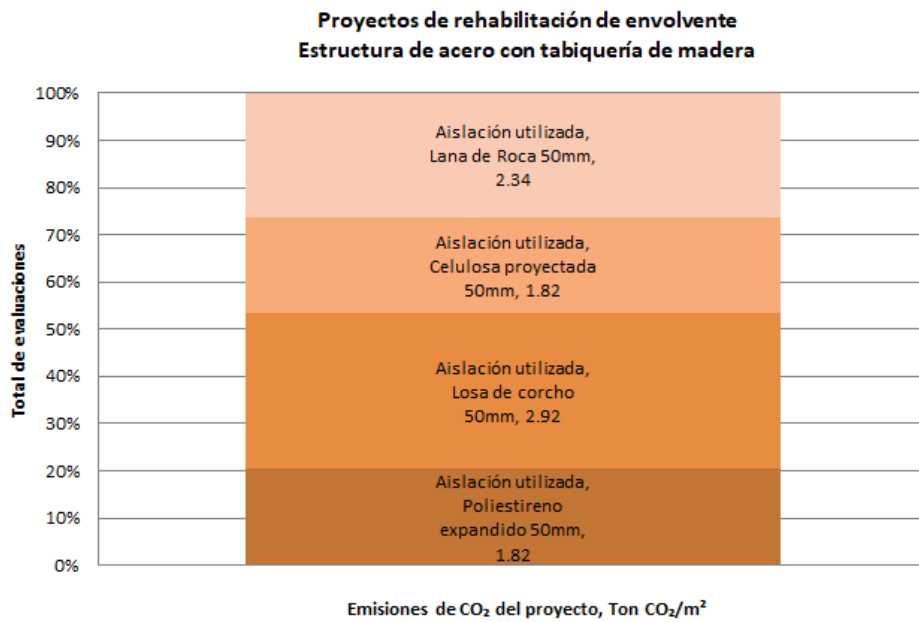 Proyectos de rehabilitación de envolvente
Estructura de acero con tabiquería de madera
Total de evaluaciones
100%
90%
80%
70%
60%
50%
40%
30%
20%
10%
0%
Aislación utilizada,
Lana de Roca 50mm,
2.34
Aislación utilizada,
Celulosa proyectada
50mm, 1.82
Aislación utilizada,
Losa de corcho
50mm, 2.92
Aislación utilizada,
Poliestireno
expandido 50mm,
1.82
Emisiones de CO₂ del proyecto, Ton CO₂/m²